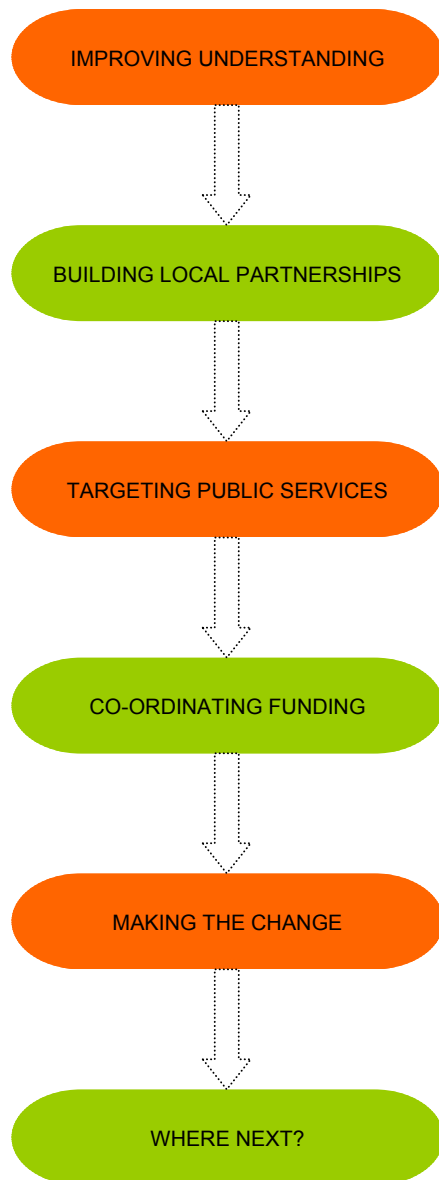 IMPROVING UNDERSTANDING
BUILDING LOCAL PARTNERSHIPS
TARGETING PUBLIC SERVICES
CO-ORDINATING FUNDING
MAKING THE CHANGE
WHERE NEXT?